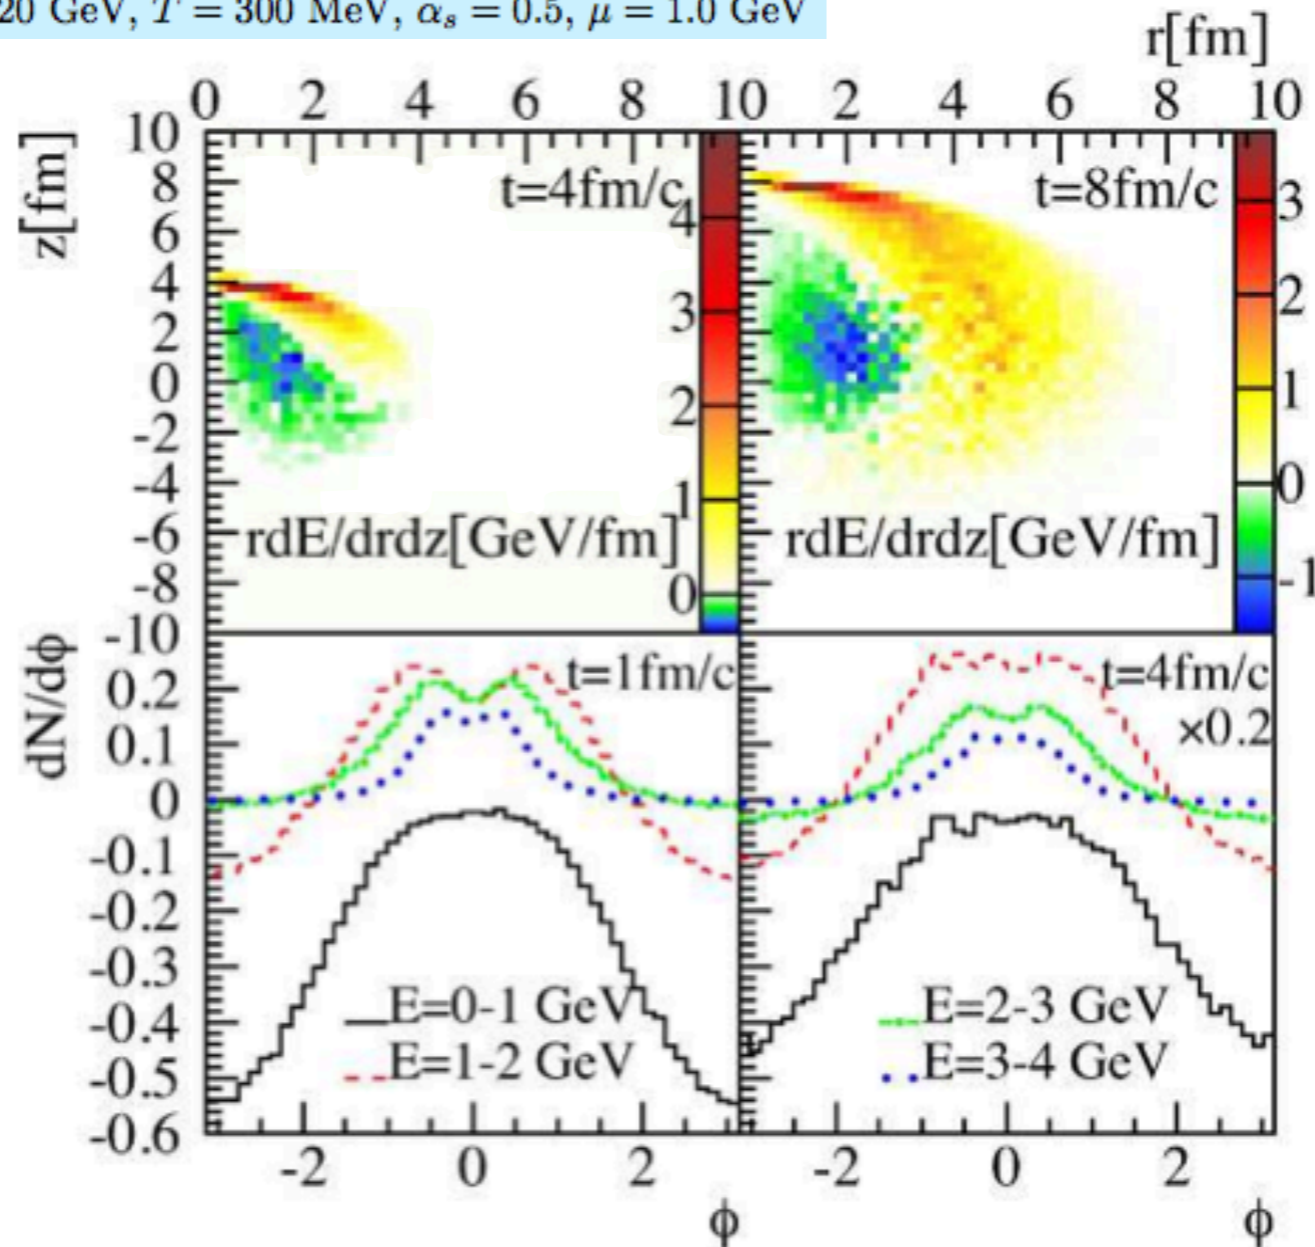 20 GeV, T = 300 MeV, αs = 0.5, μ = 1.0 GeV
r[fm]
0 2 4 6 8 10 2 4 6 8 10
z[fm]
10
8
6
4
2
0
-2
-4
-6
-8
-10
t=4fm/c
4
3
2
1
0
rdE/drdz[GeV/fm]
t=8fm/c
3
2
1
0
-1
rdE/drdz[GeV/fm]
dN/dϕ
0.2
0.1
0
-0.1
-0.2
-0.3
-0.4
-0.5
-0.6
t=1fm/c
t=4fm/c
×0.2
E=0-1 GeV
E=1-2 GeV
E=2-3 GeV
E=3-4 GeV
-2 0 2 -2 0 2
ϕ ϕ